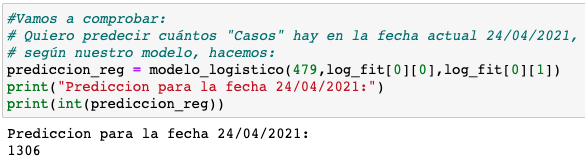 #Vamos a comprobar:
# Quiero predecir cuántos "Casos" hay en la fecha actual 24/04/2021,
# según nuestro modelo, hacemos:
prediccion_reg = modelo_logistico(479,log_fit[0][0],log_fit[0][1])
print("Prediccion para la fecha 24/04/2021:")
print(int(prediccion_reg))
Prediccion para la fecha 24/04/2021:
1306